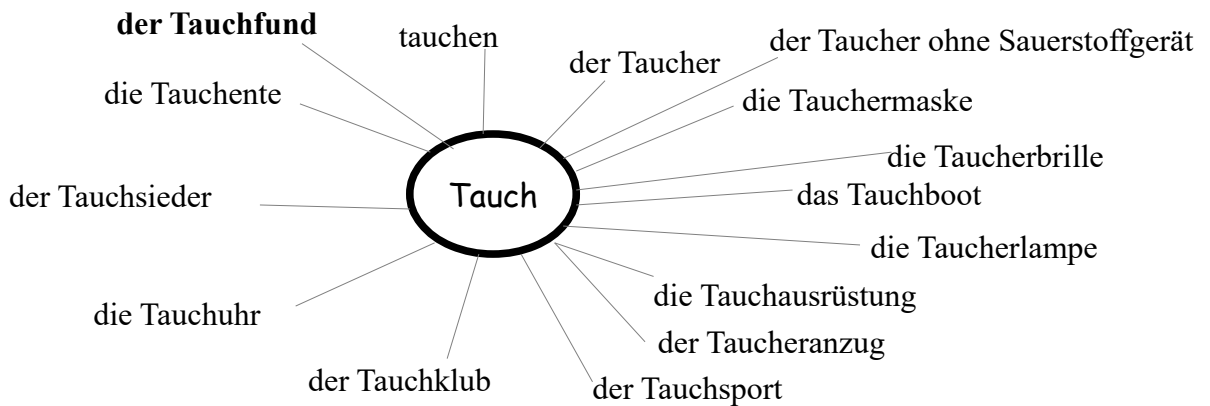 der Tauchfund
tauchen
der Taucher ohne Sauerstoffgerät
der Taucher
die Tauchente
die Tauchermaske
die Taucherbrille
der Tauchsieder
Tauch
das Tauchboot
die Taucherlampe
die Tauchausrüstung
die Tauchuhr
der Taucheranzug
der Tauchklub
der Tauchsport